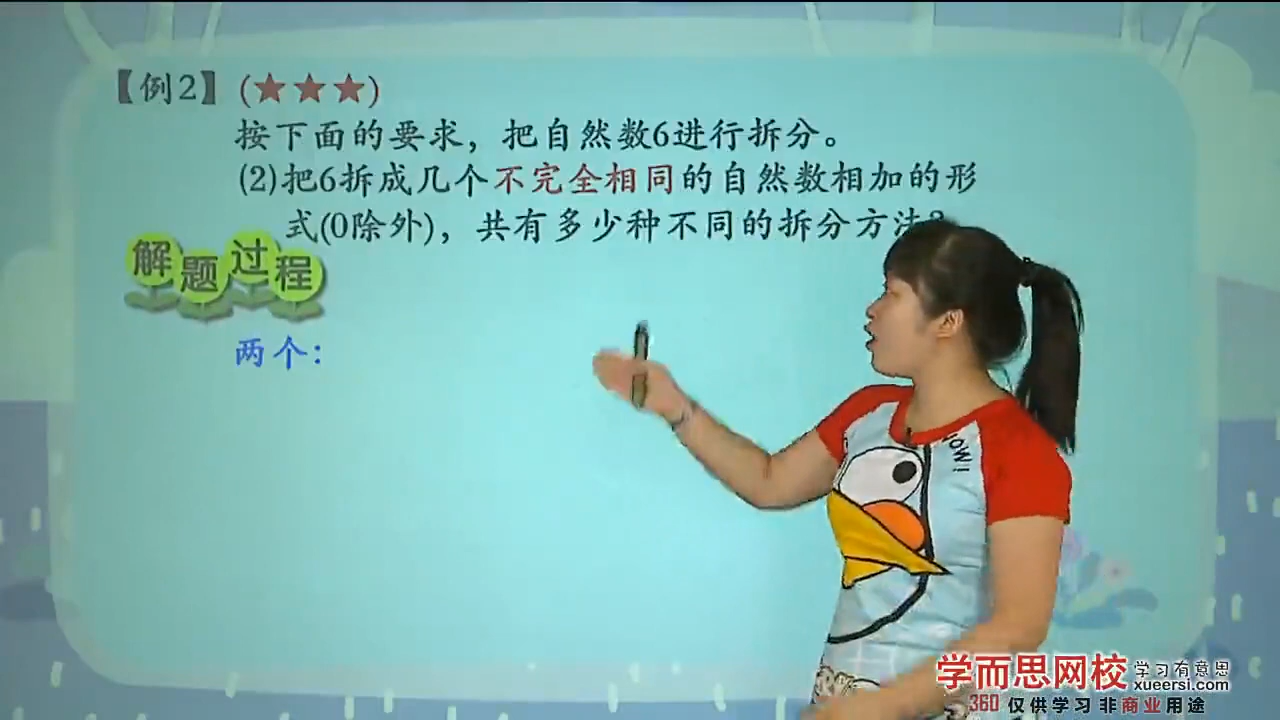 【例2】(★★★)
按下面的要求，把自然数6进行拆分。
(2)把6拆成几个不完全相同的自然数相加的形
式(0除外)，共有多少种不同的拆分方法?
解题过程
两个：
WOW!
学而思网校 学习有意思
xueersi.com
360 仅供学习 非商业用途